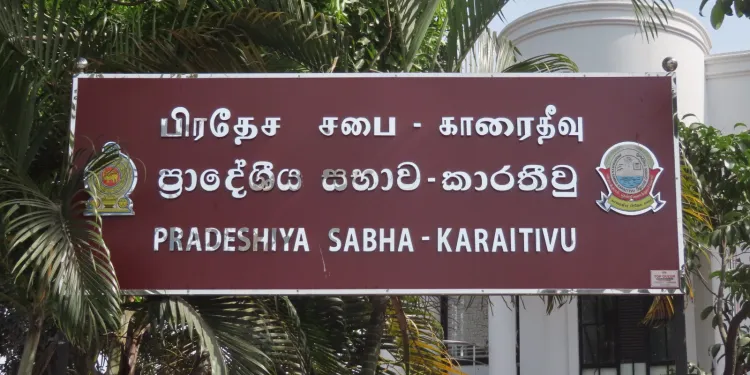 பிரதேச சபை - காரைதீவு
ප්‍රාදේශීය සභාව - කාරතිව්
PRADESHIYA SABHA - KARAITIVU